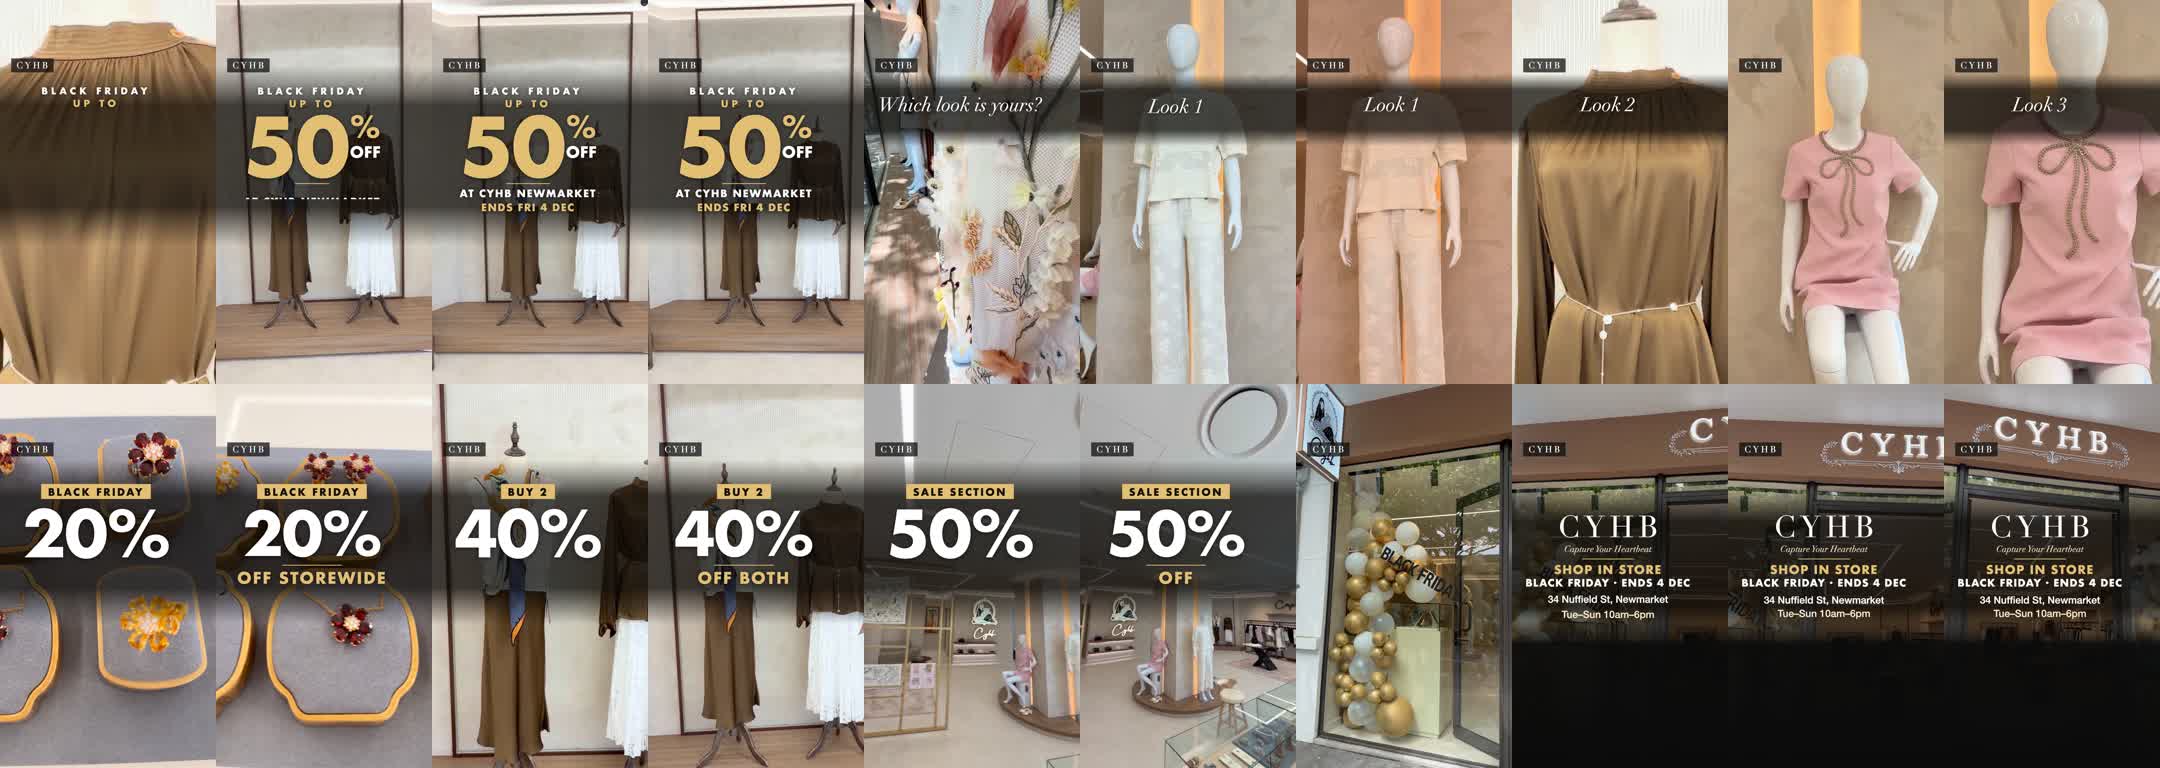 CYHB
BLACK FRIDAY
UP TO
CYHB
BLACK FRIDAY
UP TO
50%
OFF
CYHB
BLACK FRIDAY
UP TO
50%
OFF
AT CYHB NEWMARKET
ENDS FRI 4 DEC
CYHB
BLACK FRIDAY
UP TO
50%
OFF
AT CYHB NEWMARKET
ENDS FRI 4 DEC
CYHB
Which look is yours?
CYHB
Look 1
CYHB
Look 1
CYHB
Look 2
CYHB
CYHB
Look 3
CYHB
BLACK FRIDAY
20%
CYHB
BLACK FRIDAY
20%
OFF STOREWIDE
CYHB
BUY 2
40%
CYHB
BUY 2
40%
OFF BOTH
CYHB
SALE SECTION
50%
Cyhb
CYHB
SALE SECTION
50%
OFF
Cyhb
CYHB
BLACK FRIDAY
CYHB
C
CYHB
Capture Your Heartbeat
SHOP IN STORE
BLACK FRIDAY · ENDS 4 DEC
34 Nuffield St, Newmarket
Tue–Sun 10am–6pm
CYHB
CYH
CYHB
Capture Your Heartbeat
SHOP IN STORE
BLACK FRIDAY · ENDS 4 DEC
34 Nuffield St, Newmarket
Tue–Sun 10am–6pm
CYHB
CYHB
CYHB
Capture Your Heartbeat
SHOP IN STORE
BLACK FRIDAY · ENDS 4 DEC
34 Nuffield St, Newmarket
Tue–Sun 10am–6pm